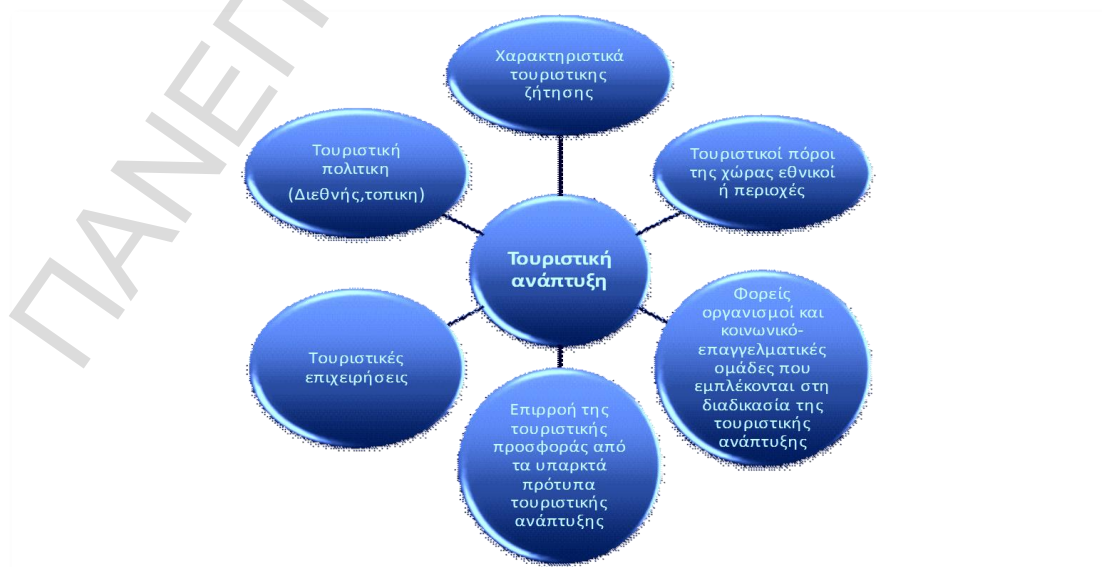 Χαρακτηριστικά
τουριστικης
ζήτησης
Τουριστικοί πόροι
της χώρας εθνικοί
ή περιοχές
Φορείς
οργανισμοί και
κοινωνικό-
επαγγελματικές
ομάδες που
εμπλέκονται στη
διαδικασία της
τουριστικής
ανάπτυξης
Επιρροή της
τουριστικής
προσφοράς από
τα υπαρκτά
πρότυπα
τουριστικής
ανάπτυξης
Τουριστικές
επιχειρήσεις
Τουριστική
πολιτικη
(Διεθνής,τοπικη)
Τουριστική
ανάπτυξη